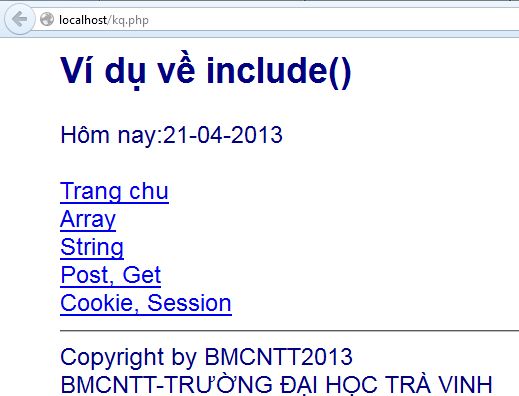 localhost/kq.php
Ví dụ về include()
Hôm nay:21-04-2013
Trang chu
Array
String
Post, Get
Cookie, Session
Copyright by BMCNTT2013
BMCNTT-TRƯỜNG ĐẠI HỌC TRÀ VINH